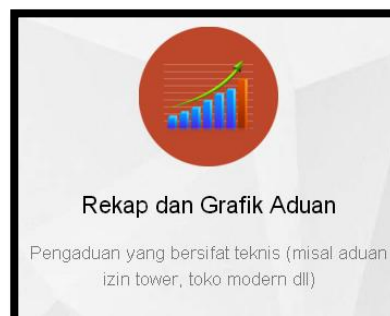 Rekap dan Grafik Aduan
Pengaduan yang bersifat teknis (misal aduan
izin tower, toko modern dll)